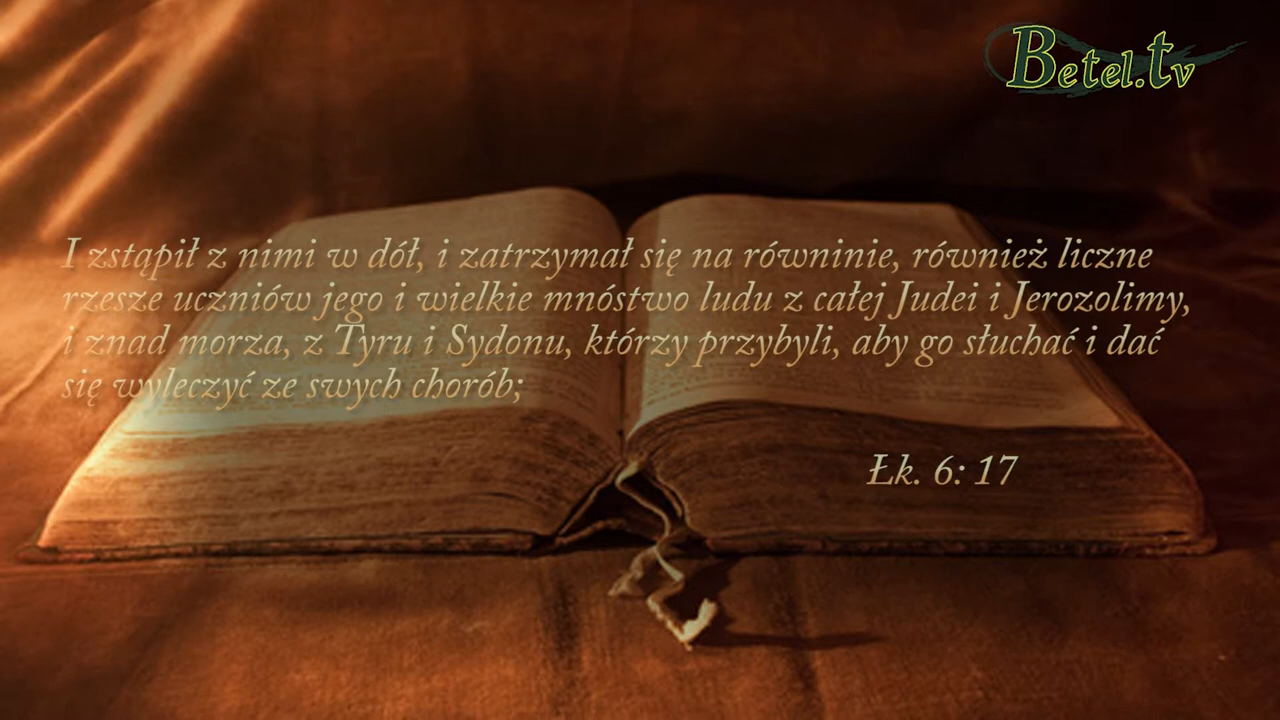 Betel.tv
I zstąpił z nimi w dół, i zatrzymał się na równinie, również liczne
rzesze uczniów jego i wielkie mnóstwo ludu z całej Judei i Jerozolimy,
i znad morza, z Tyru i Sydonu, którzy przybyli, aby go słuchać i dać
się wyleczyć ze swych chorób;
Łk. 6: 17